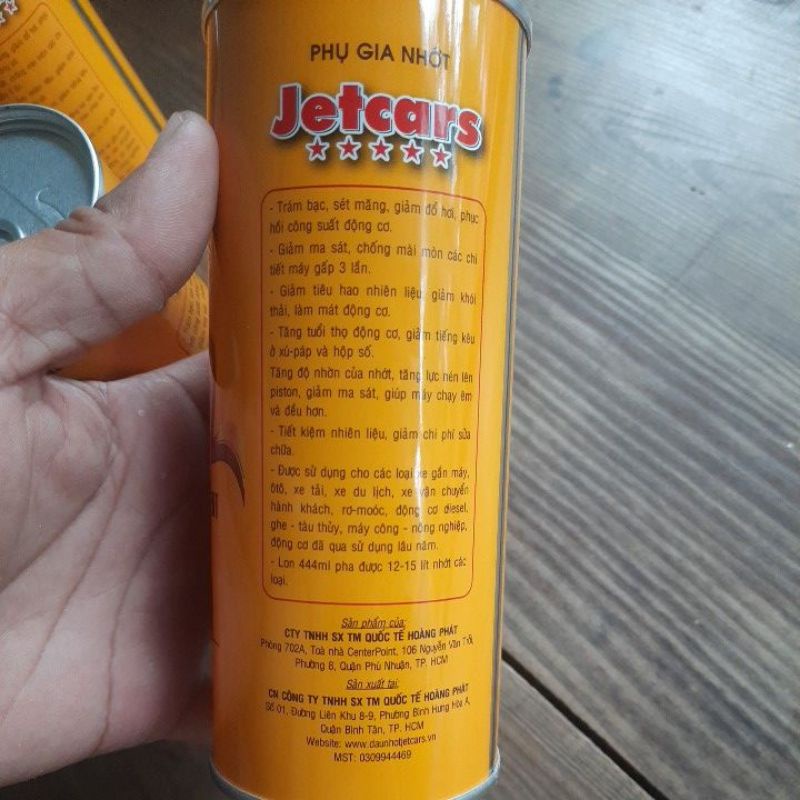 PHỤ GIA NHỚT
Jetcars
- Trám bạc, sét măng, giảm đổ hơi, phục
hồi công suất động cơ.
- Giảm ma sát, chống mài mòn các chi
tiết máy gấp 3 lần.
- Giảm tiêu hao nhiên liệu, giảm khói
thải, làm mát động cơ.
- Tăng tuổi thọ động cơ, giảm tiếng kêu
ở xú-páp và hộp số.
Tăng độ nhờn của nhớt, tăng lực nén lên
piston, giảm ma sát, giúp máy chạy êm
và đều hơn.
- Tiết kiệm nhiên liệu, giảm chi phí sửa
chữa.
- Được sử dụng cho các loại xe gắn máy,
ôtô, xe tải, xe du lịch, xe vận chuyển
hành khách, rơ-moóc, động cơ diesel,
ghe - tàu thủy, máy công - nông nghiệp,
động cơ đã qua sử dụng lâu năm.
- Lon 444ml pha được 12-15 lít nhớt các
loại.
Sản phẩm của:
CTY TNHH SX TM QUỐC TẾ HOÀNG PHÁT
Phòng 702A, Toà nhà CenterPoint, 106 Nguyễn Văn Trỗi,
Phường 8, Quận Phú Nhuận, TP. HCM
Sản xuất tại:
CN CÔNG TY TNHH SX TM QUỐC TẾ HOÀNG PHÁT
Số 01, Đường Liên Khu 8-9, Phường Bình Hưng Hòa A,
Quận Bình Tân, TP. HCM
Website: www.daunhotjetcars.vn
MST: 0309944469